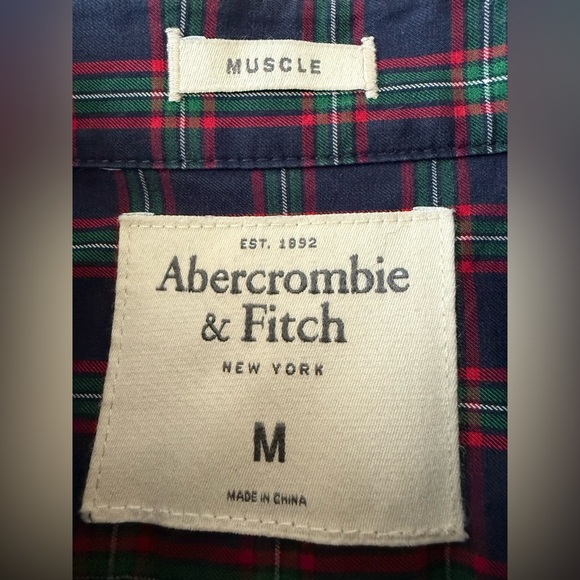 MUSCLE
EST. 1892
Abercrombie
& Fitch
NEW YORK
M
MADE IN CHINA